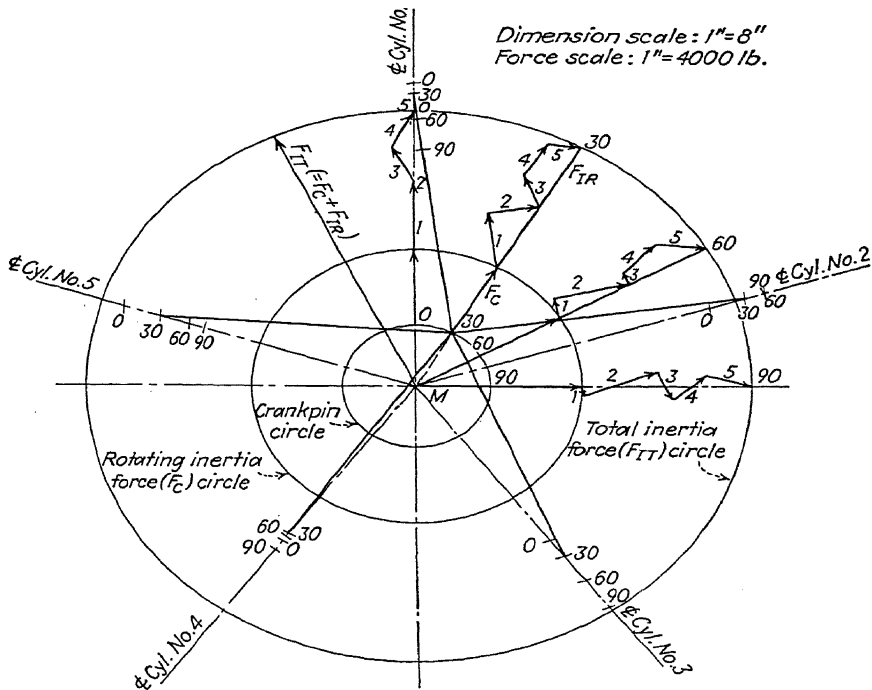 Dimension scale: 1"=8"
Force scale: 1"=4000 lb.
℄ Cyl. No.
0
30
5 0
60
4
90
3
2
1
F_IT (=F_C+F_IR)
4 5 30
F_IR
3
2
1
F_C
4 5 60
3
2
1
℄ Cyl. No. 5
0 30 60 90
90 ℄ Cyl. No. 2
60
0 30
0
30
60
90
M
1 2 3 4 5 90
Crankpin
circle
Rotating inertia
force (F_C) circle
Total inertia
force (F_IT) circle
60 30
90 0
0 30
60
90
℄ Cyl. No. 4
℄ Cyl. No. 3